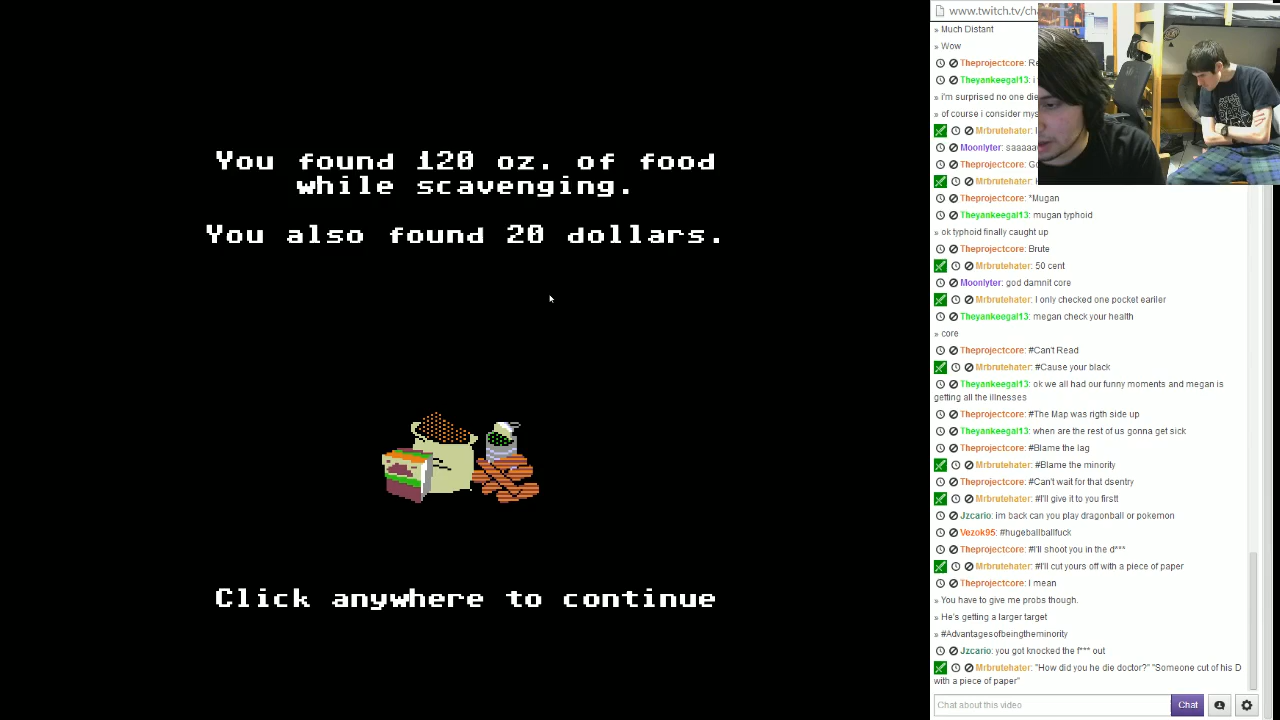 You found 120 oz. of food
while scavenging.
You also found 20 dollars.
Click anywhere to continue
www.twitch.tv/ch
» Much Distant
» Wow
Theprojectcore: Re
Theyankeegal13: i
» i'm surprised no one die
» of course i consider mys
Mrbrutehater:
Moonlyter: saaaaa
Theprojectcore: Go
Mrbrutehater:
Theprojectcore: *Mugan
Theyankeegal13: mugan typhoid
» ok typhoid finally caught up
Theprojectcore: Brute
Mrbrutehater: 50 cent
Moonlyter: god damnit core
Mrbrutehater: I only checked one pocket eariler
Theyankeegal13: megan check your health
» core
Theprojectcore: #Can't Read
Mrbrutehater: #Cause your black
Theyankeegal13: ok we all had our funny moments and megan is
getting all the illnesses
Theprojectcore: #The Map was rigth side up
Theyankeegal13: when are the rest of us gonna get sick
Theprojectcore: #Blame the lag
Mrbrutehater: #Blame the minority
Theprojectcore: #Can't wait for that dsentry
Mrbrutehater: #I'll give it to you firstt
Jzcario: im back can you play dragonball or pokemon
Vezok95: #hugeballballfuck
Theprojectcore: #I'll shoot you in the d***
Mrbrutehater: #I'll cut yours off with a piece of paper
Theprojectcore: I mean
» You have to give me probs though.
» He's getting a larger target
» #Advantagesofbeingtheminority
Jzcario: you got knocked the f*** out
Mrbrutehater: "How did you he die doctor?" "Someone cut of his D
with a piece of paper"
Chat about this video
Chat